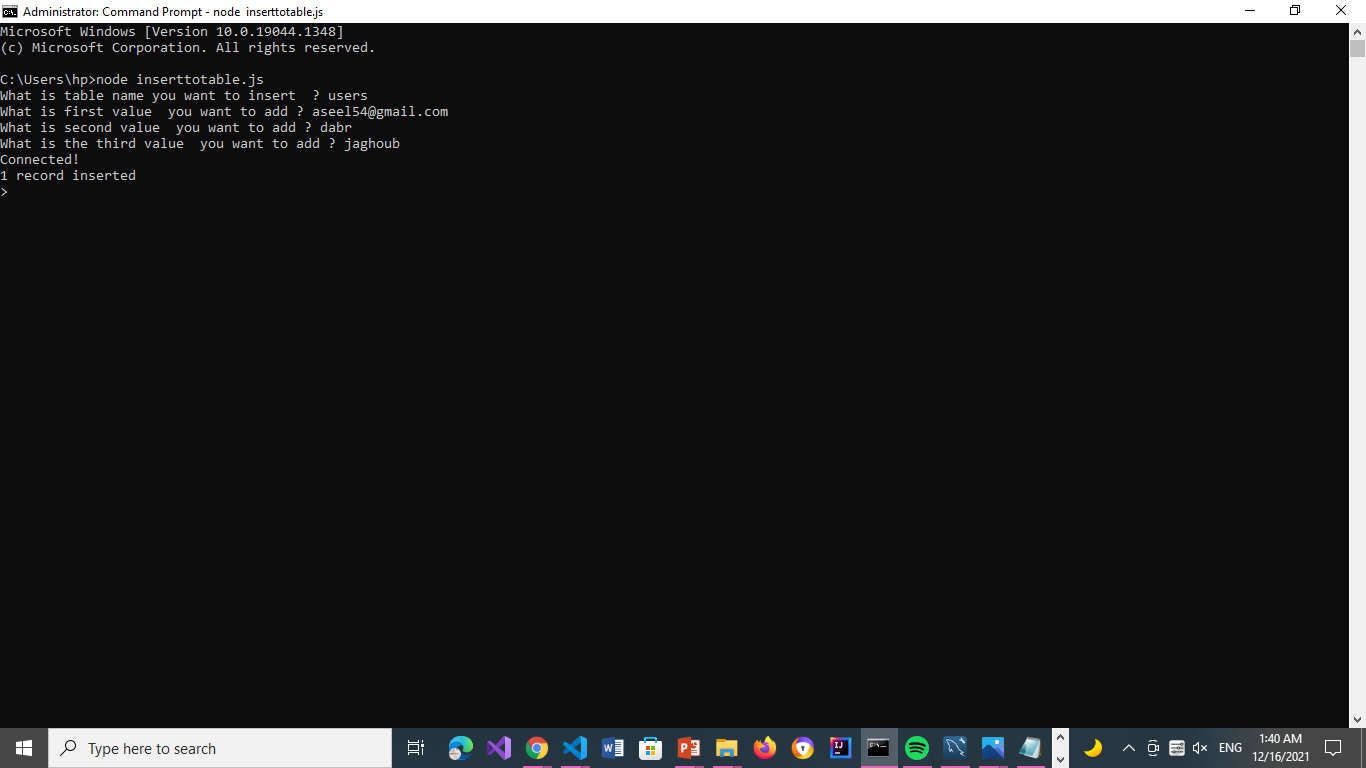 Administrator: Command Prompt - node  inserttotable.js
Microsoft Windows [Version 10.0.19044.1348]
(c) Microsoft Corporation. All rights reserved.
C:\Users\hp>node inserttotable.js
What is table name you want to insert  ? users
What is first value  you want to add ? aseel54@gmail.com
What is second value  you want to add ? dabr
What is the third value  you want to add ? jaghoub
Connected!
1 record inserted
>
Type here to search
ENG
1:40 AM
12/16/2021